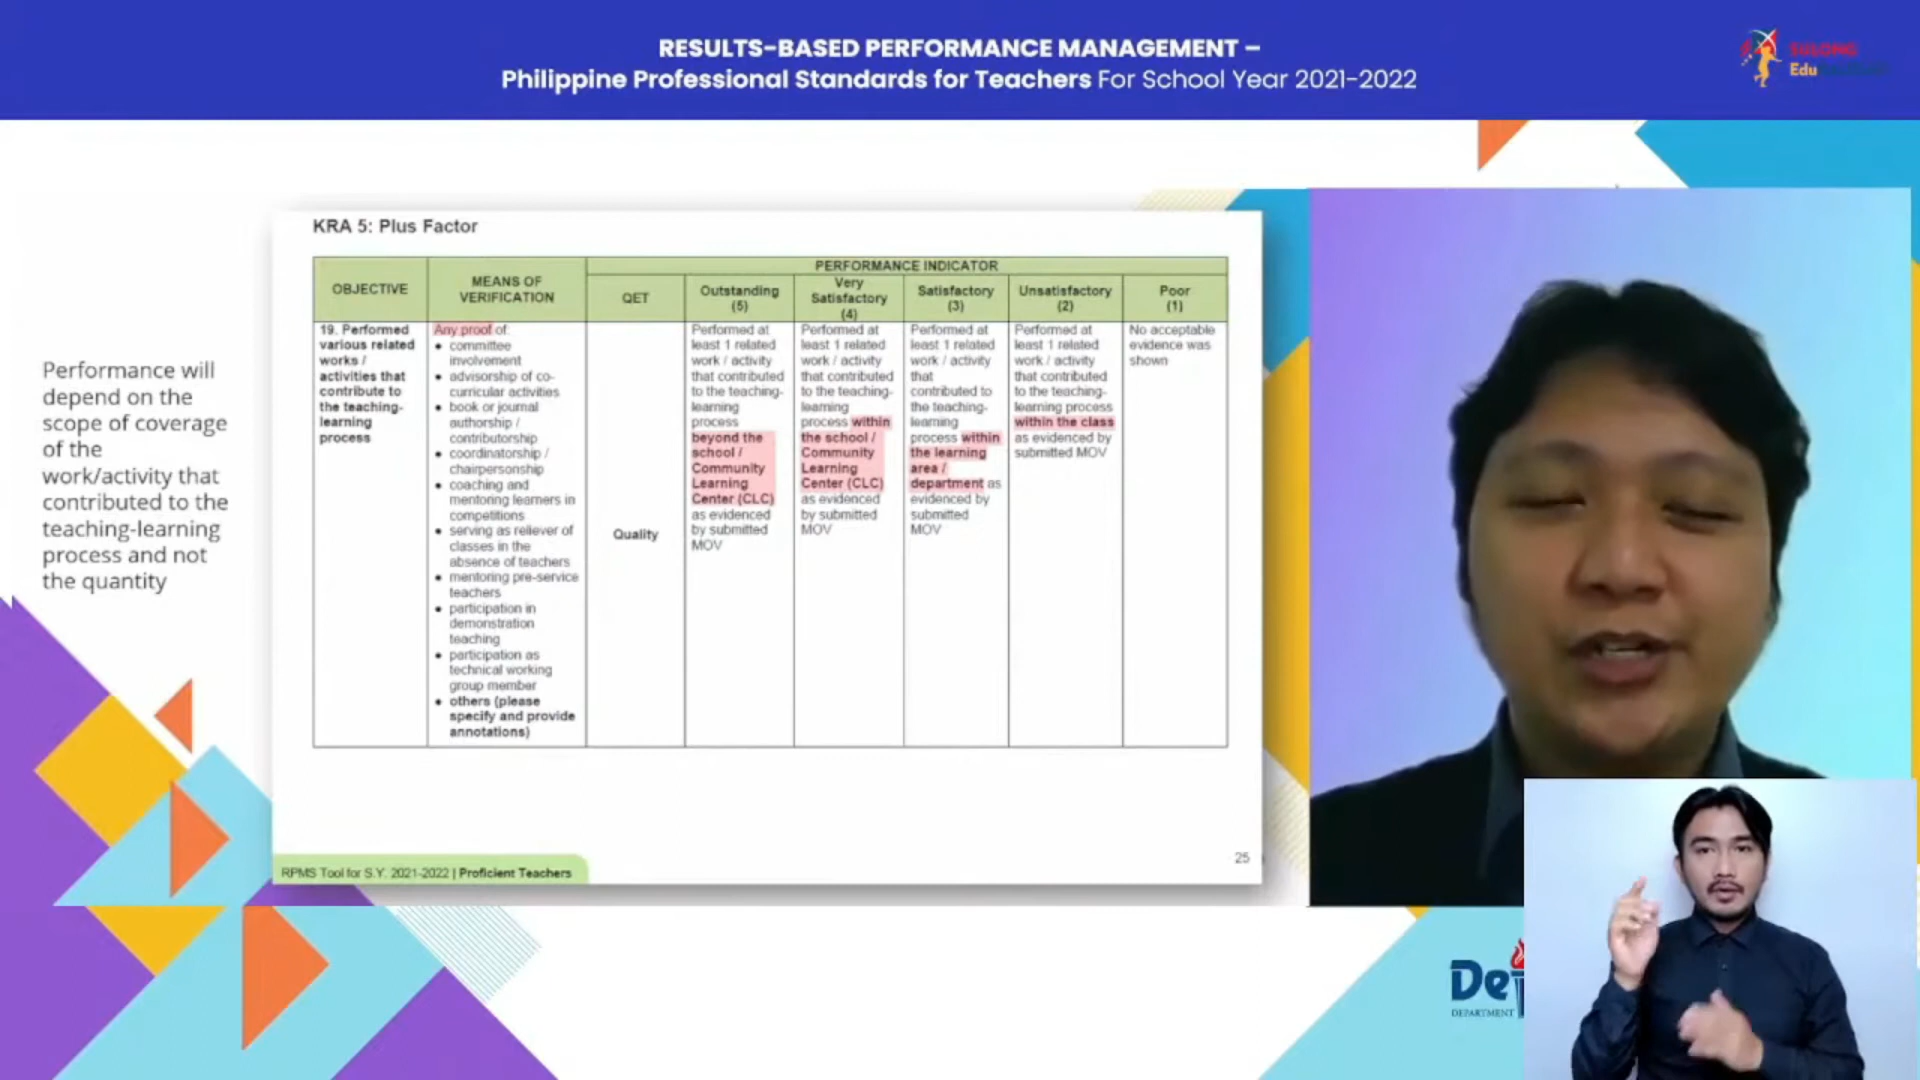 RESULTS-BASED PERFORMANCE MANAGEMENT –
Philippine Professional Standards for Teachers For School Year 2021-2022
SULONG
Edu
Performance will
depend on the
scope of coverage
of the
work/activity that
contributed to the
teaching-learning
process and not
the quantity
KRA 5: Plus Factor
OBJECTIVE
MEANS OF
VERIFICATION
PERFORMANCE INDICATOR
QET
Outstanding
(5)
Very
Satisfactory
(4)
Satisfactory
(3)
Unsatisfactory
(2)
Poor
(1)
19. Performed
various related
works /
activities that
contribute to
the teaching-
learning
process
Any proof of:
• committee
involvement
• advisorship of co-
curricular activities
• book or journal
authorship /
contributorship
• coordinatorship /
chairpersonship
• coaching and
mentoring learners in
competitions
• serving as reliever of
classes in the
absence of teachers
• mentoring pre-service
teachers
• participation in
demonstration
teaching
• participation as
technical working
group member
• others (please
specify and provide
annotations)
Quality
Performed at
least 1 related
work / activity
that contributed
to the teaching-
learning
process
beyond the
school /
Community
Learning
Center (CLC)
as evidenced
by submitted
MOV
Performed at
least 1 related
work / activity
that contributed
to the teaching-
learning
process within
the school /
Community
Learning
Center (CLC)
as evidenced
by submitted
MOV
Performed at
least 1 related
work / activity
that
contributed to
the teaching-
learning
process within
the learning
area /
department as
evidenced by
submitted
MOV
Performed at
least 1 related
work / activity
that contributed
to the teaching-
learning process
within the class
as evidenced by
submitted MOV
No acceptable
evidence was
shown
25
RPMS Tool for S.Y. 2021-2022 | Proficient Teachers
De
DEPARTMENT